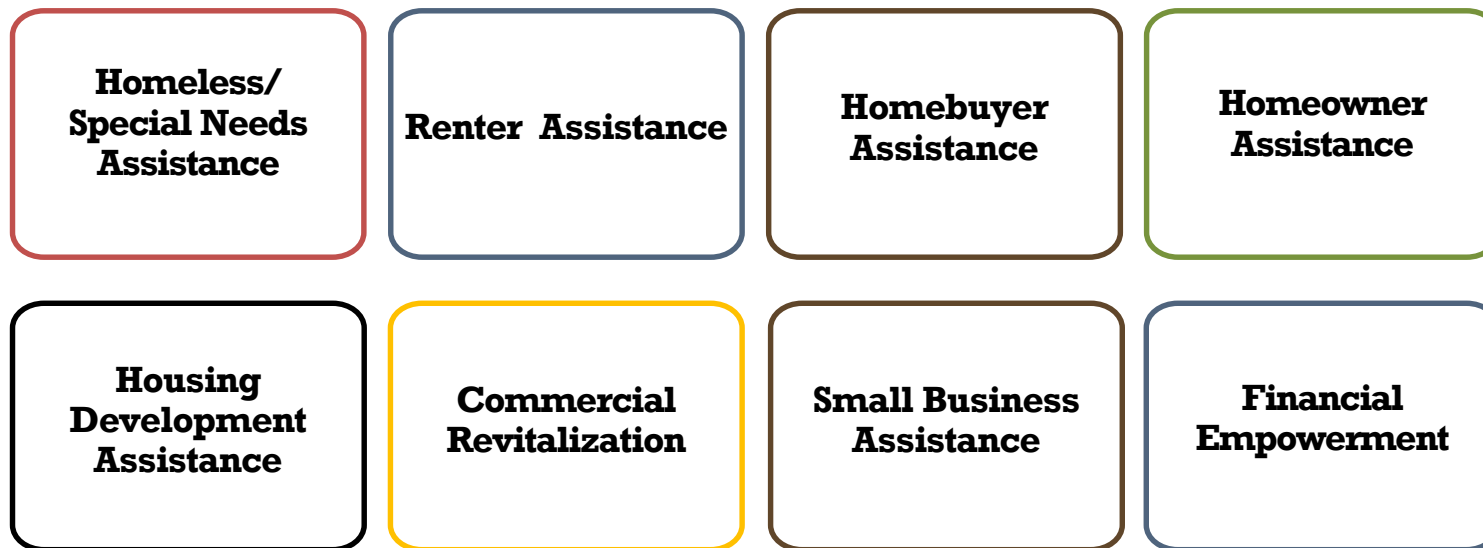 Homeless/
Special Needs
Assistance
Renter Assistance
Homebuyer
Assistance
Homeowner
Assistance
Housing
Development
Assistance
Commercial
Revitalization
Small Business
Assistance
Financial
Empowerment